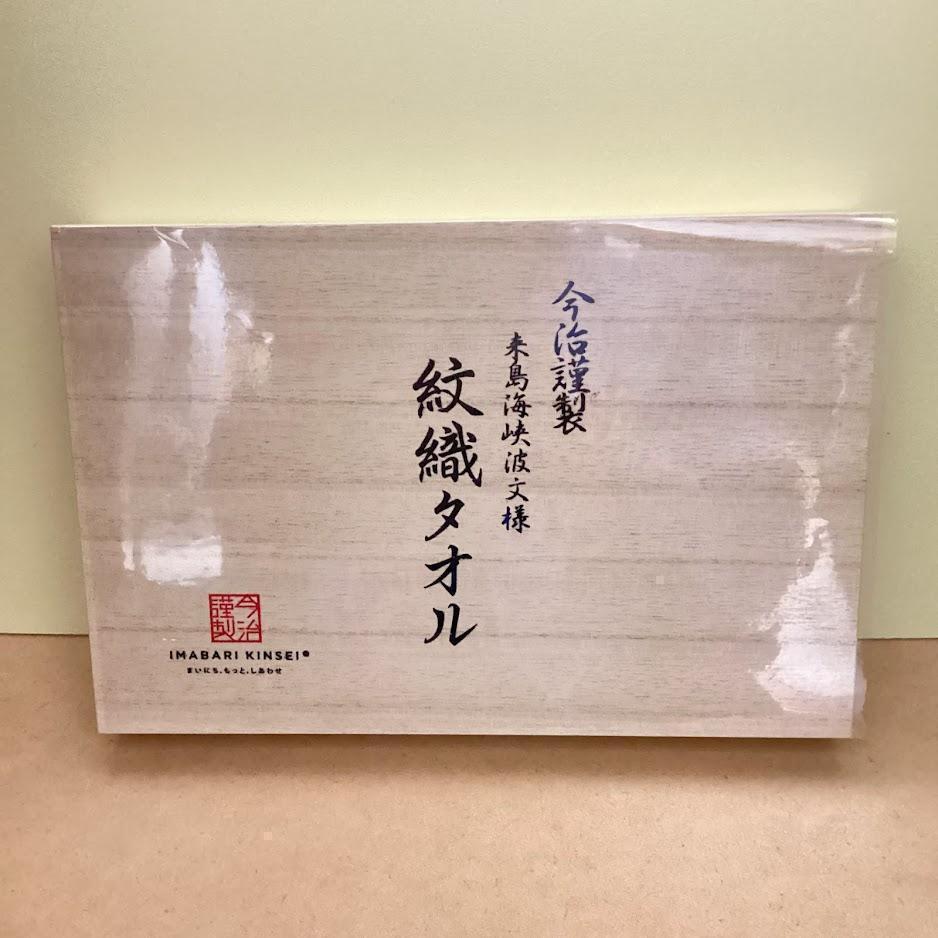 今治謹製
来島海峡波文様
紋織タオル
今治
謹製
IMABARI KINSEI
まいにち、もっと、しあわせ